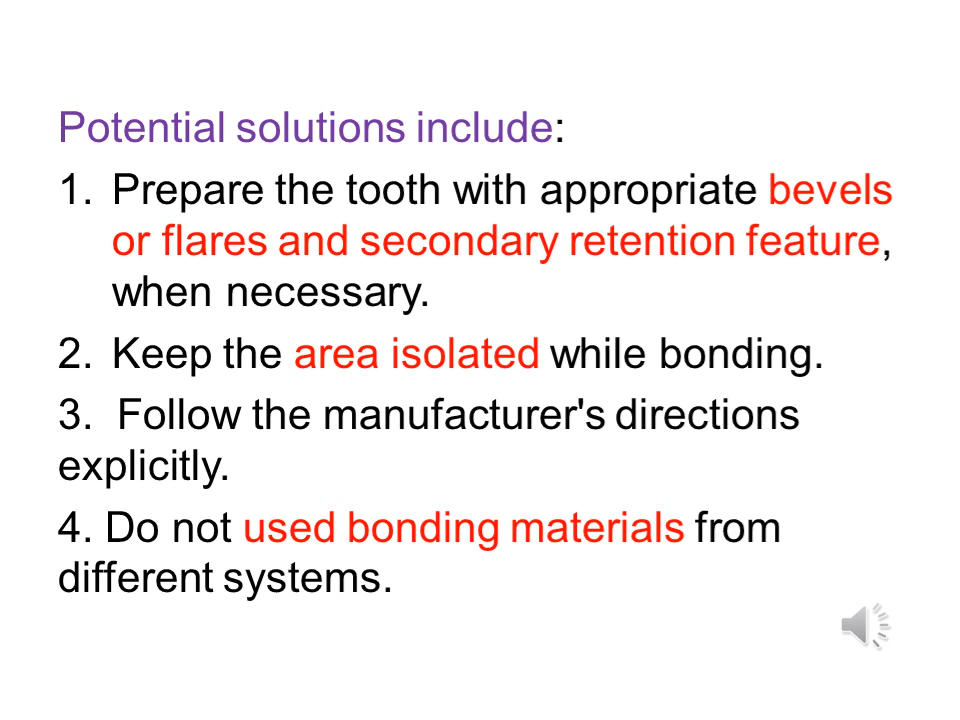 Potential solutions include:
1. Prepare the tooth with appropriate bevels
or flares and secondary retention feature,
when necessary.
2. Keep the area isolated while bonding.
3. Follow the manufacturer's directions
explicitly.
4. Do not used bonding materials from
different systems.